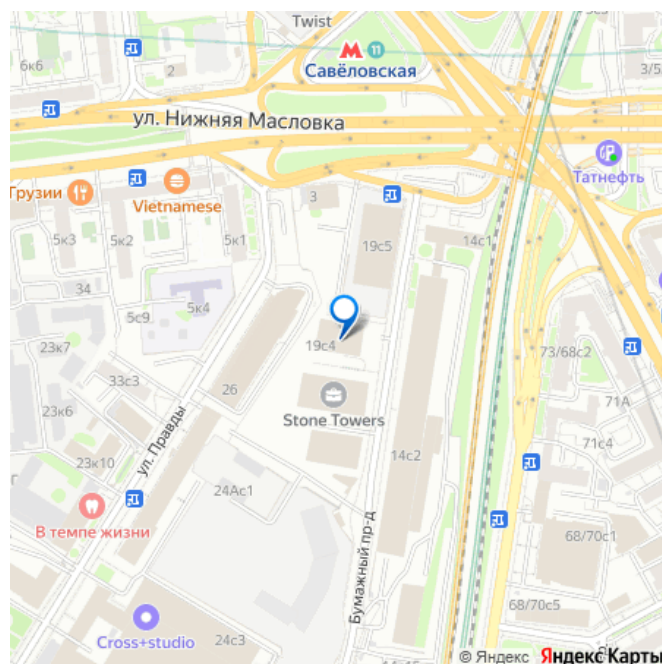 Twist
6к6
2
11
Савёловская
3/5
ул. Нижняя Масловка
Татнефть
Грузии
Vietnamese
3
5к3
5к2
5к1
19с5
14с1
34
5к4
5с9
23к7
19с4
73/68с2
33с3
26
71А
23к6
Stone Towers
ул. Правды
71с4
23к10
14с2
24Ас1
В темпе жизни
68/70с1
Бумажный пр-д
68/70с5
Cross+studio
24с3
© Яндекс Яндекс Карты